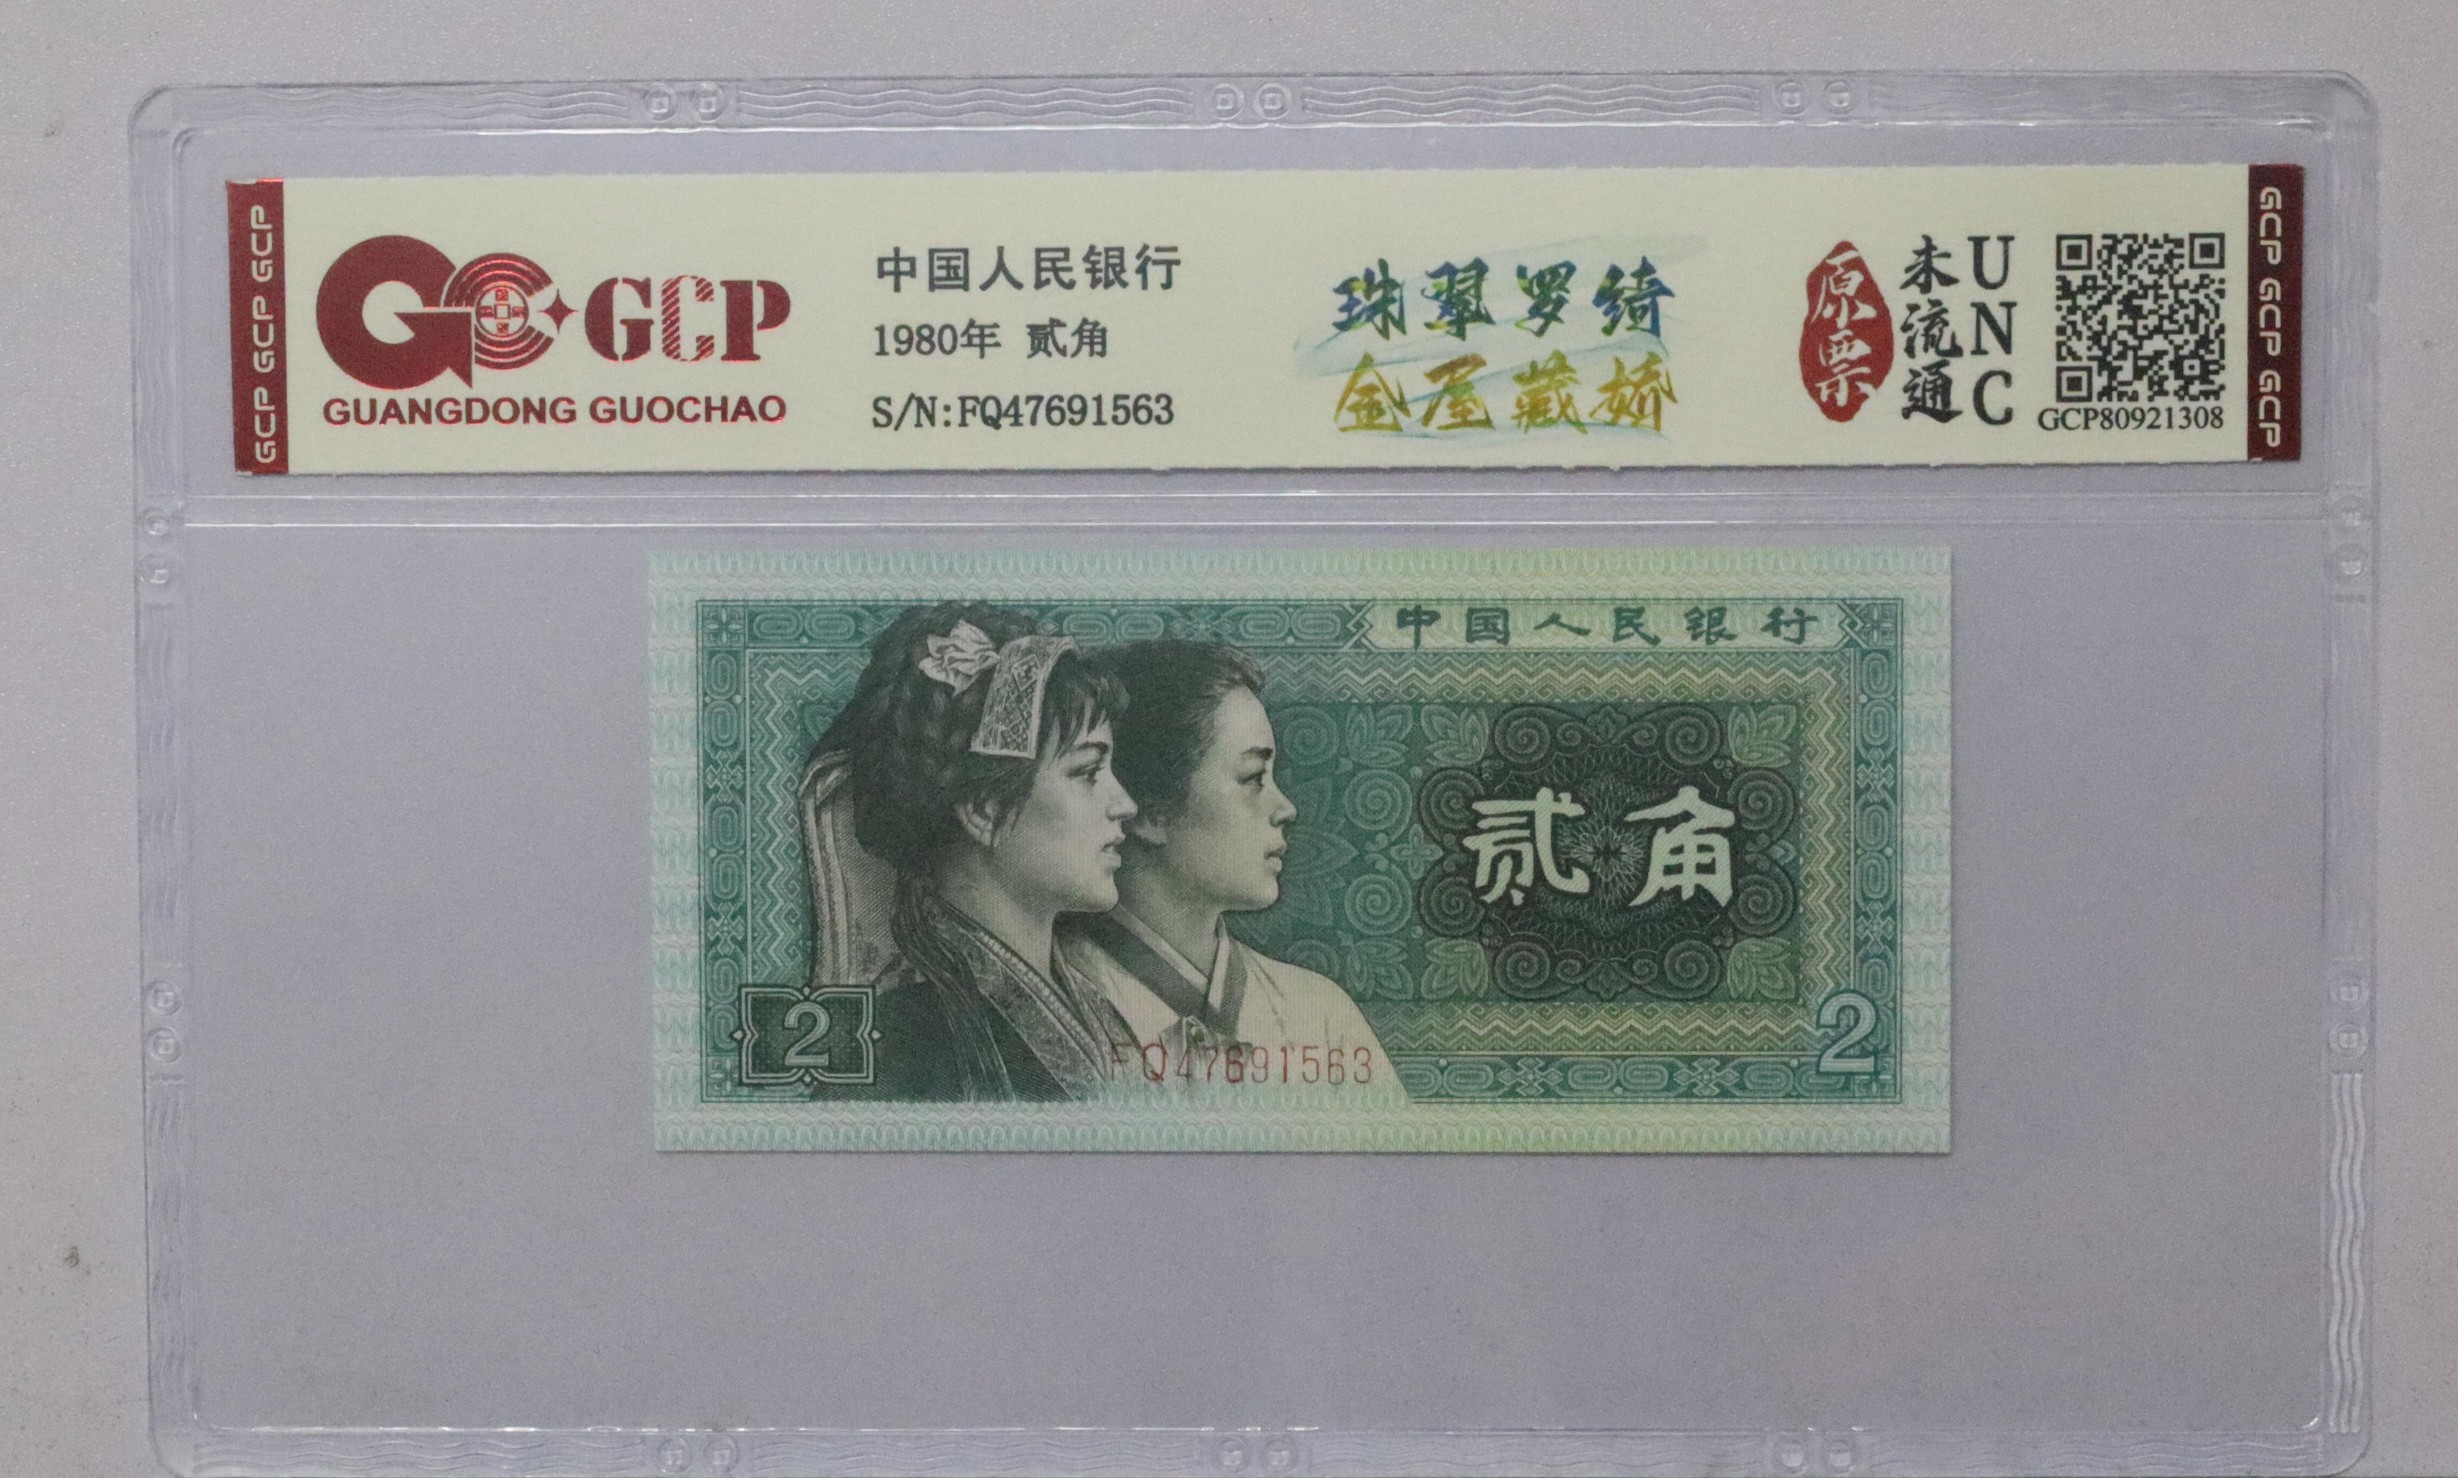 GCP GCP GCP
GCP
GUANGDONG GUOCHAO
中国人民银行
1980年 贰角
S/N:FQ47691563
珠翠罗绮
金屋藏娇
原票
未流通
UNC
GCP80921308
GCP GCP GCP
中国人民银行
贰角
2
2
FQ47691563